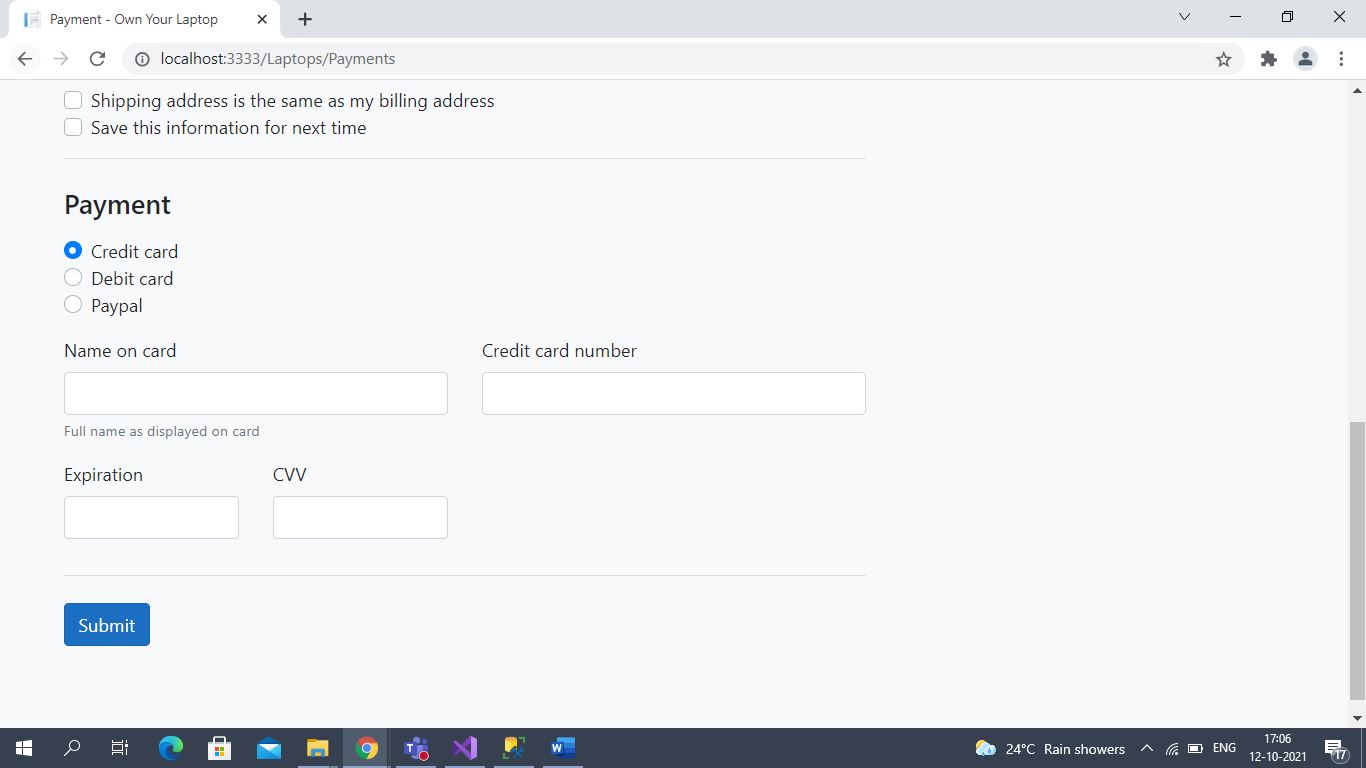 Payment - Own Your Laptop
localhost:3333/Laptops/Payments
Shipping address is the same as my billing address
Save this information for next time
Payment
Credit card
Debit card
Paypal
Name on card
Credit card number
Full name as displayed on card
Expiration
CVV
Submit
24°C Rain showers
ENG
17:06
12-10-2021
17